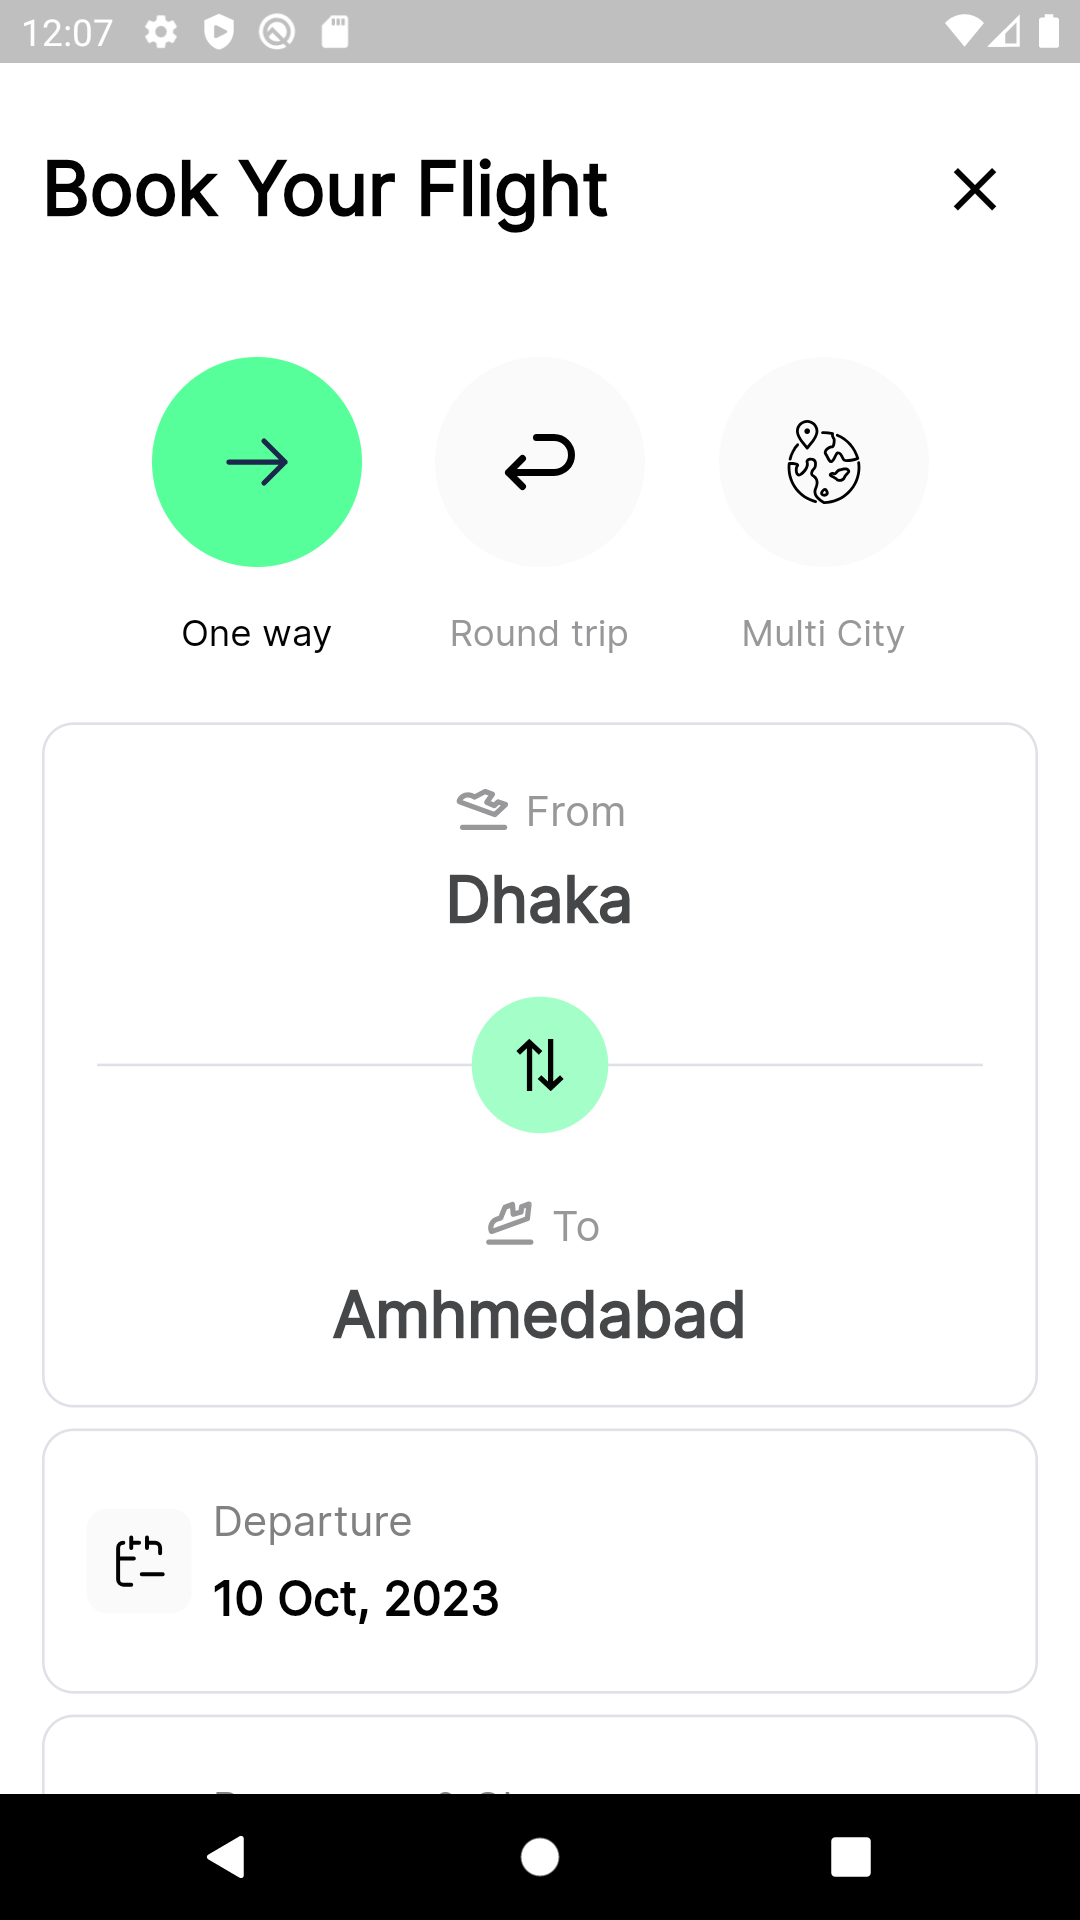 12:07
Book Your Flight
One way
Round trip
Multi City
From
Dhaka
To
Amhmedabad
Departure
10 Oct, 2023